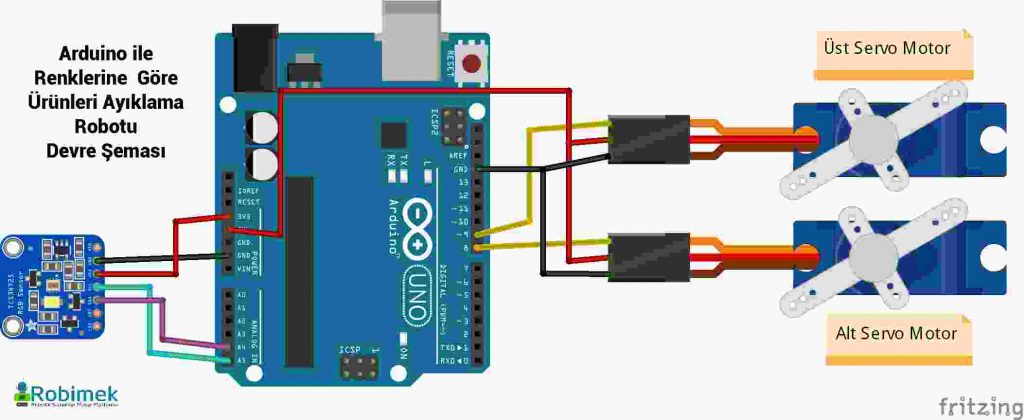 Arduino ile
Renklerine Göre
Ürünleri Ayıklama
Robotu
Devre Şeması
Üst Servo Motor
Alt Servo Motor
RESET
ICSP2
AREF
GND
13
12
~11
~10
~9
8
7
~6
~5
4
~3
2
TXD 1
RXD 0
DIGITAL (PWM~)
RX
TX
L
Arduino
UNO
ON
ICSP
1
IOREF
RESET
3V3
GND
GND
VIN
POWER
A0
A1
A2
A3
A4
A5
ANALOG IN
TCS34725
RGB Sensor
Robimek
fritzing